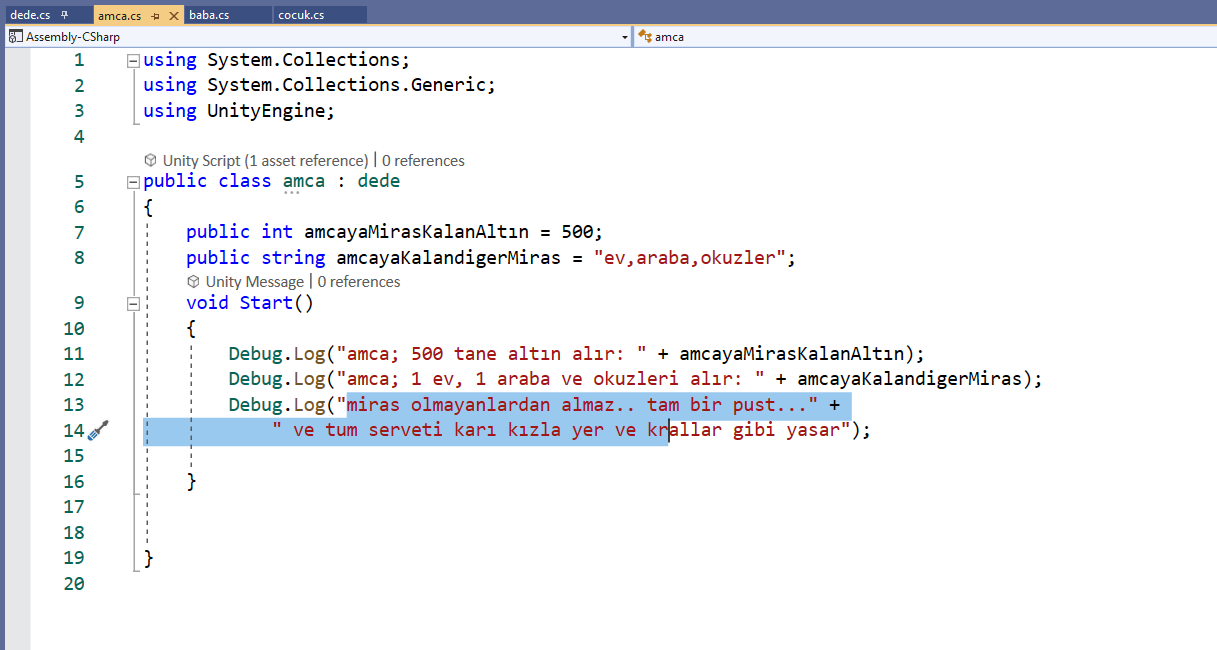 dede.cs
amca.cs
baba.cs
cocuk.cs
Assembly-CSharp
amca
1 using System.Collections;
2 using System.Collections.Generic;
3 using UnityEngine;
4
Unity Script (1 asset reference) | 0 references
5 public class amca : dede
6 {
7 public int amcayaMirasKalanAltın = 500;
8 public string amcayaKalandigerMiras = "ev,araba,okuzler";
Unity Message | 0 references
9 void Start()
10 {
11 Debug.Log("amca; 500 tane altın alır: " + amcayaMirasKalanAltın);
12 Debug.Log("amca; 1 ev, 1 araba ve okuzleri alır: " + amcayaKalandigerMiras);
13 Debug.Log("miras olmayanlardan almaz.. tam bir pust..." +
14 " ve tum serveti karı kızla yer ve krallar gibi yasar");
15
16 }
17
18
19 }
20